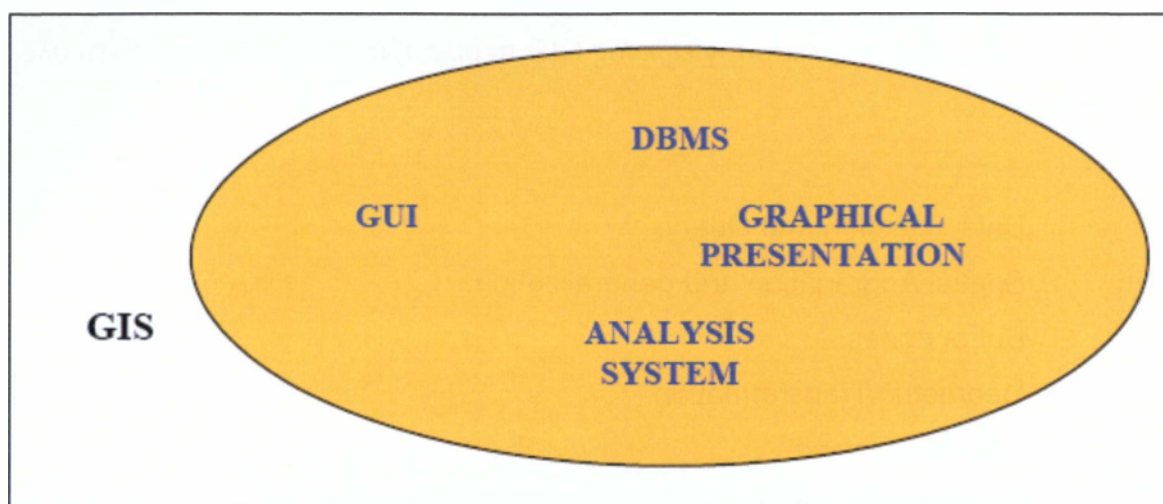 DBMS
GUI
GRAPHICAL
PRESENTATION
GIS
ANALYSIS
SYSTEM